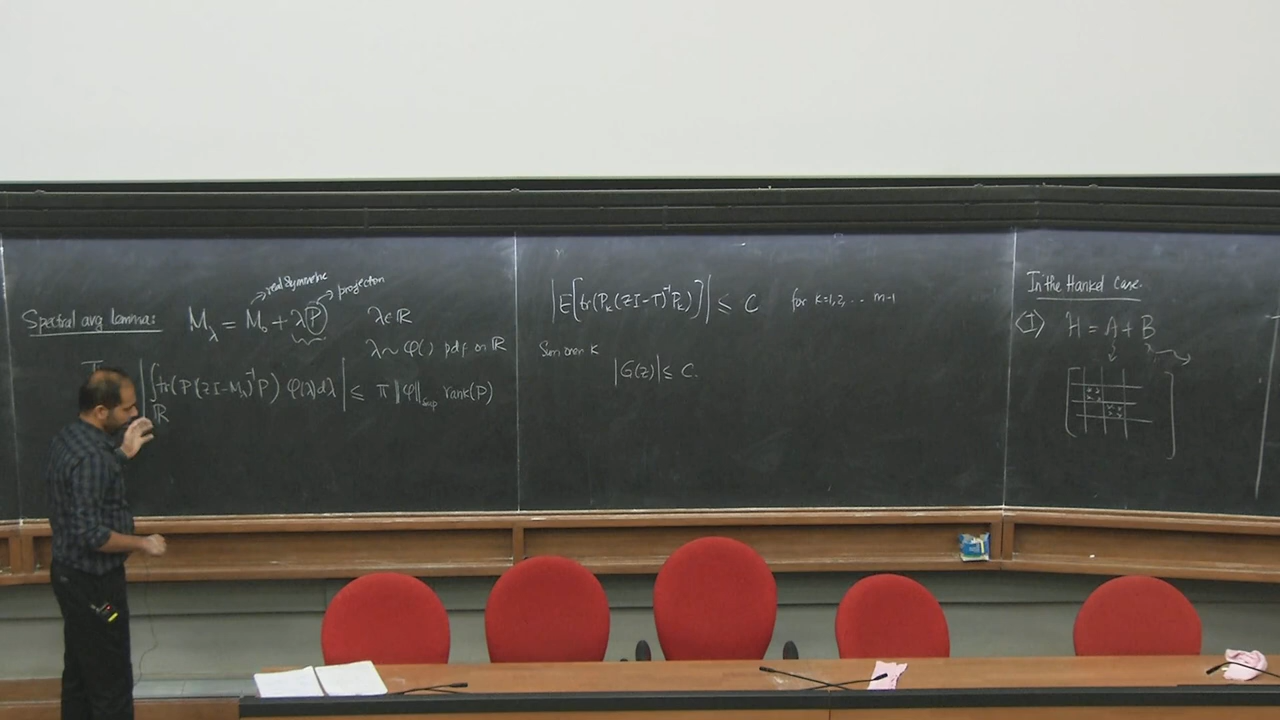 → real symmetric
→ projection
Spectral avg lemma: M_λ = M_0 + λP λ∈ℝ
λ ~ φ() pdf on ℝ
|∫_ℝ tr(P(zI-M_λ)^{-1}P) φ(λ)dλ| ≤ π ‖φ‖_sup rank(P)
|E[tr(P_k(zI-T)^{-1}P_k)]| ≤ C for k=1,2,... m-1
Sum over k
|G(z)| ≤ C.
In the Hankel case.
⟨I⟩ H = A + B